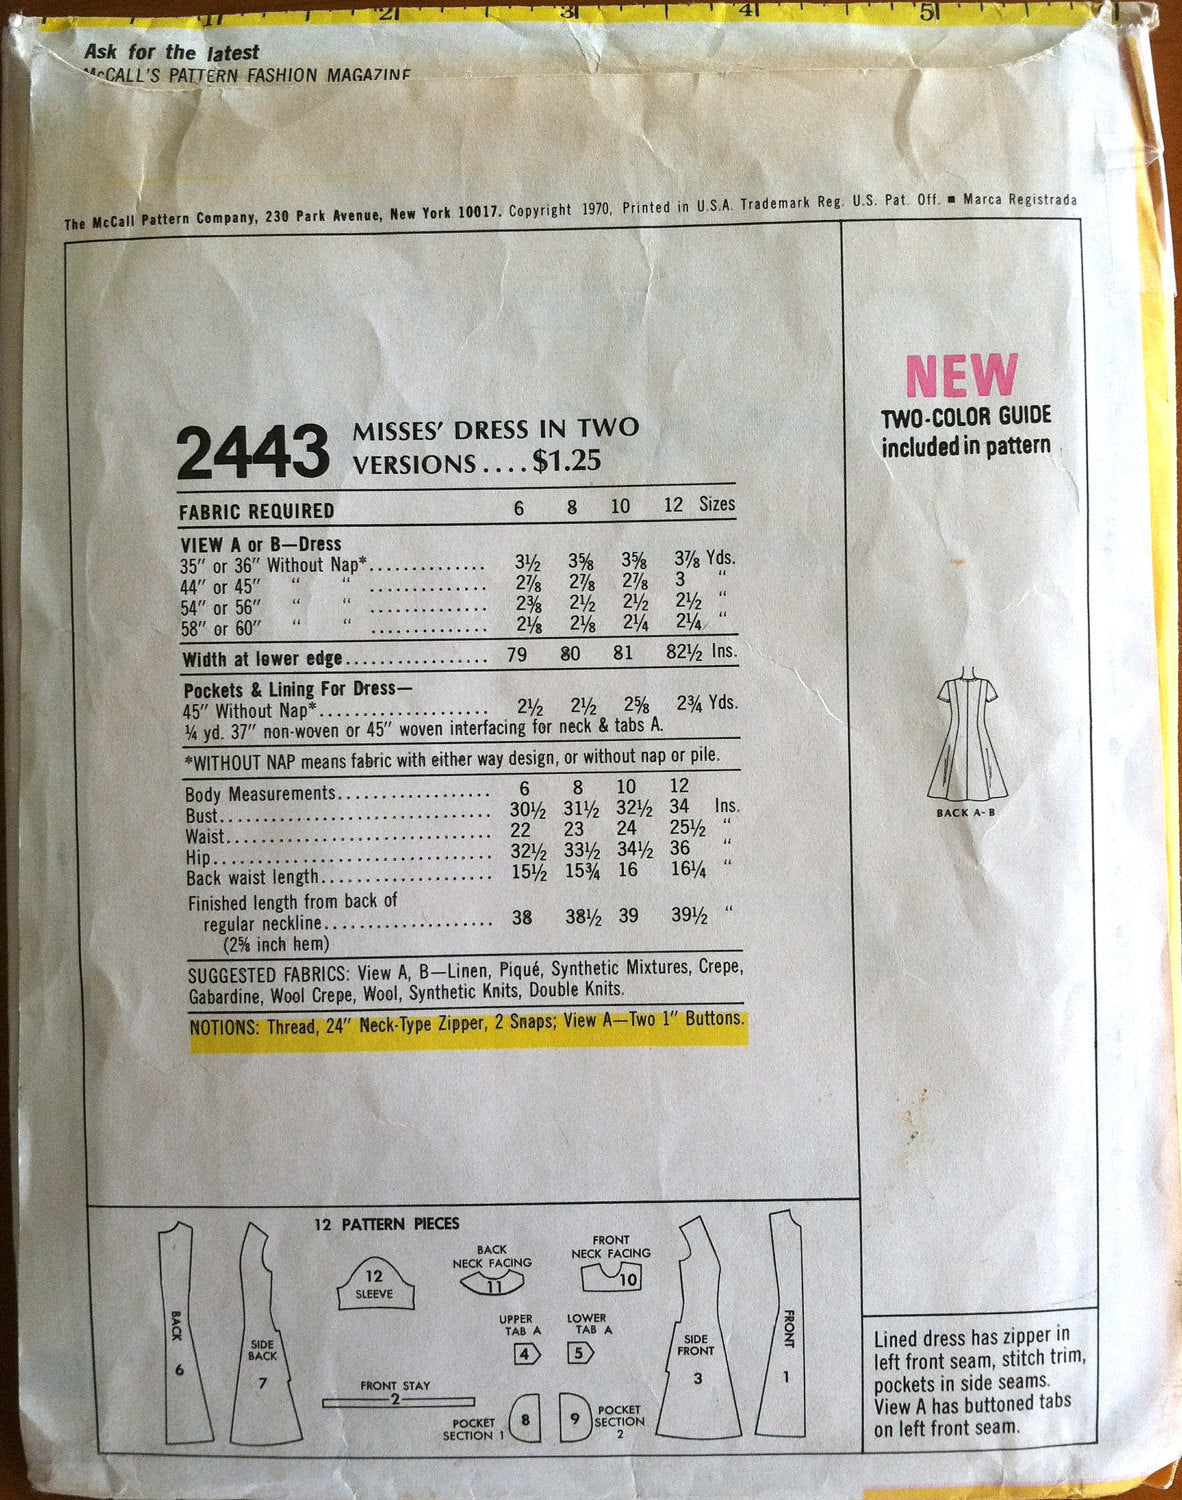 1 2 3 4 5
Ask for the latest
McCALL'S PATTERN FASHION MAGAZINE
The McCall Pattern Company, 230 Park Avenue, New York 10017. Copyright 1970, Printed in U.S.A. Trademark Reg. U.S. Pat. Off. ■ Marca Registrada
NEW
TWO-COLOR GUIDE
included in pattern
2443 MISSES' DRESS IN TWO
VERSIONS....$1.25
FABRIC REQUIRED 6 8 10 12 Sizes
VIEW A or B—Dress
35" or 36" Without Nap*.............. 3½ 3⅝ 3⅝ 3⅞ Yds.
44" or 45" " " .............. 2⅞ 2⅞ 2⅞ 3 "
54" or 56" " " .............. 2⅜ 2½ 2½ 2½ "
58" or 60" " " .............. 2⅛ 2⅛ 2¼ 2¼ "
Width at lower edge................. 79 80 81 82½ Ins.
Pockets & Lining For Dress—
45" Without Nap*.................... 2½ 2½ 2⅝ 2¾ Yds.
¼ yd. 37" non-woven or 45" woven interfacing for neck & tabs A.
*WITHOUT NAP means fabric with either way design, or without nap or pile.
Body Measurements................... 6 8 10 12
Bust................................ 30½ 31½ 32½ 34 Ins.
Waist............................... 22 23 24 25½ "
Hip................................. 32½ 33½ 34½ 36 "
Back waist length..................... 15½ 15¾ 16 16¼ "
Finished length from back of
regular neckline..................... 38 38½ 39 39½ "
(2⅝ inch hem)
SUGGESTED FABRICS: View A, B—Linen, Piqué, Synthetic Mixtures, Crepe,
Gabardine, Wool Crepe, Wool, Synthetic Knits, Double Knits.
NOTIONS: Thread, 24" Neck-Type Zipper, 2 Snaps; View A—Two 1" Buttons.
BACK A-B
12 PATTERN PIECES
BACK
6
SIDE
BACK
7
12
SLEEVE
BACK
NECK FACING
11
FRONT
NECK FACING
10
UPPER
TAB A
4
LOWER
TAB A
5
FRONT STAY
2
POCKET
SECTION 1
8
9
POCKET
SECTION
2
SIDE
FRONT
3
FRONT
1
Lined dress has zipper in
left front seam, stitch trim,
pockets in side seams.
View A has buttoned tabs
on left front seam.